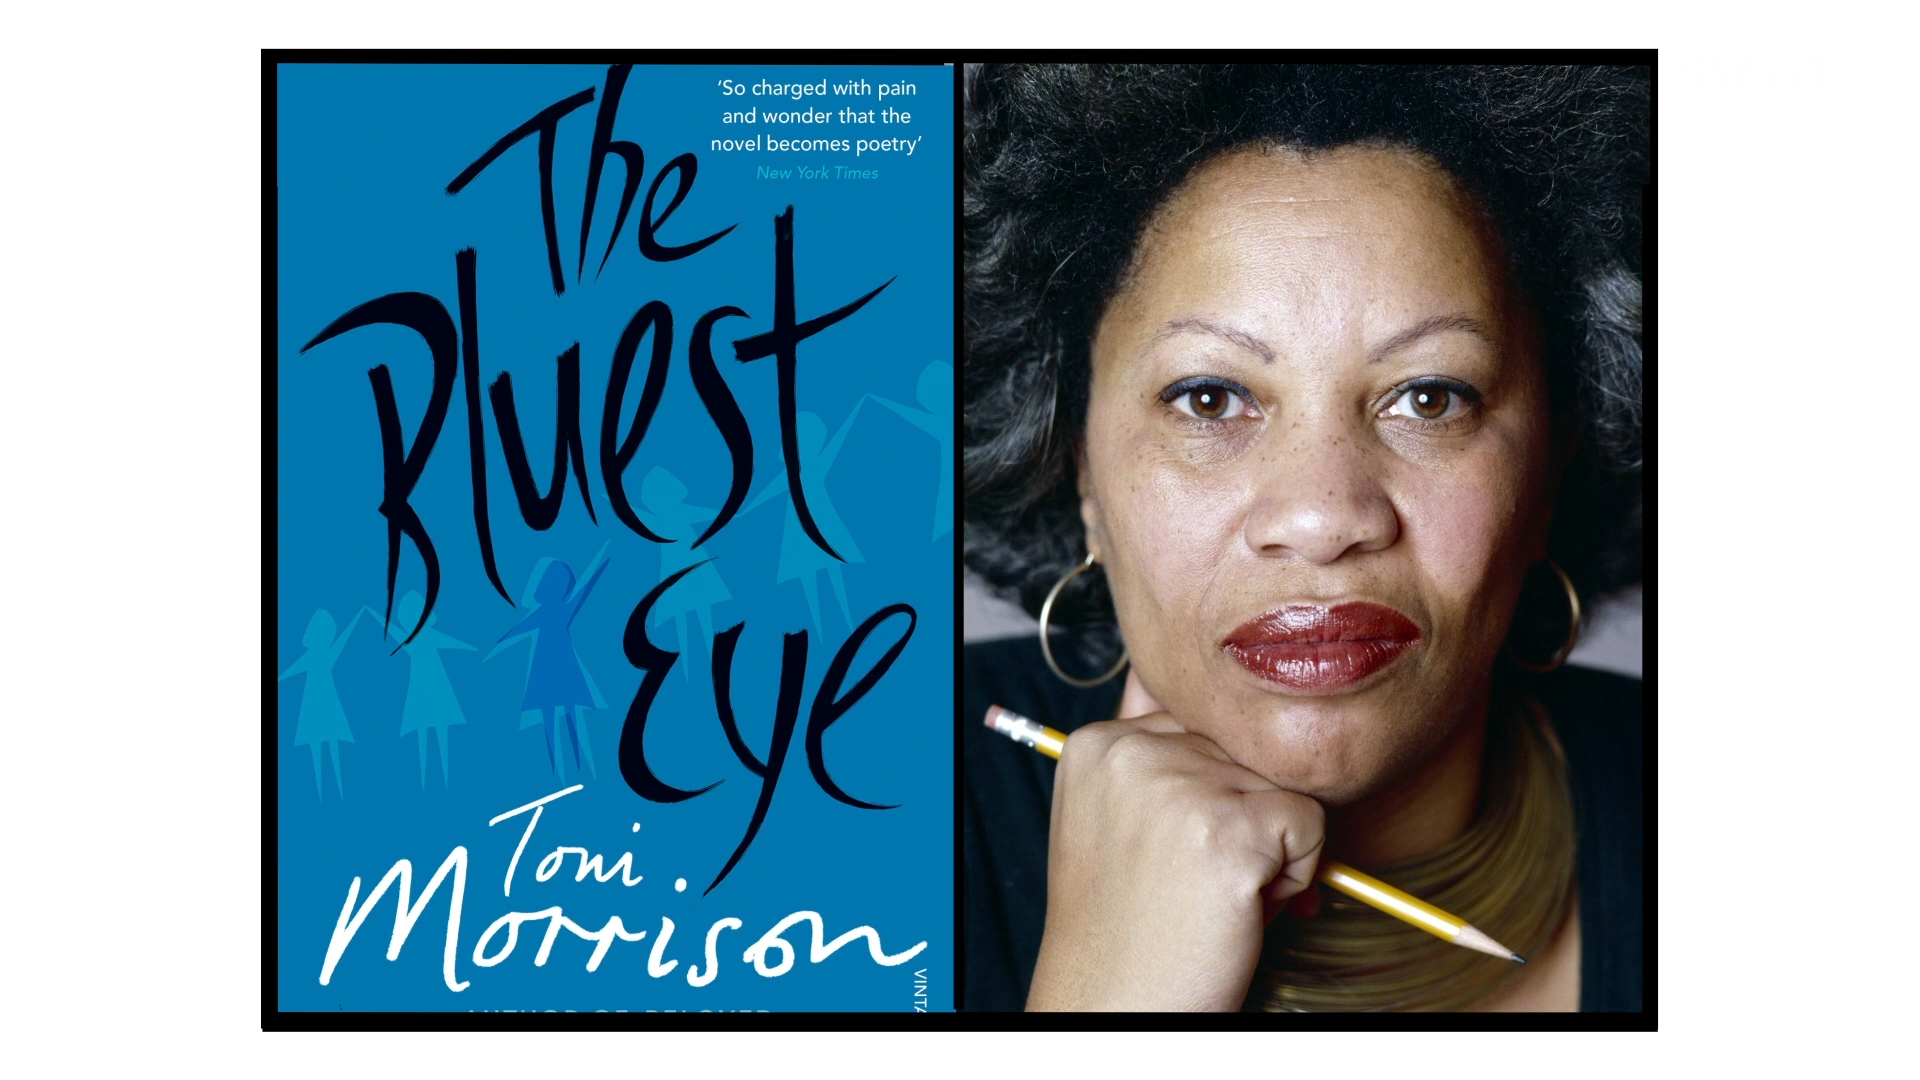 The
Bluest
Eye
'So charged with pain
and wonder that the
novel becomes poetry'
New York Times
Toni
Morrison